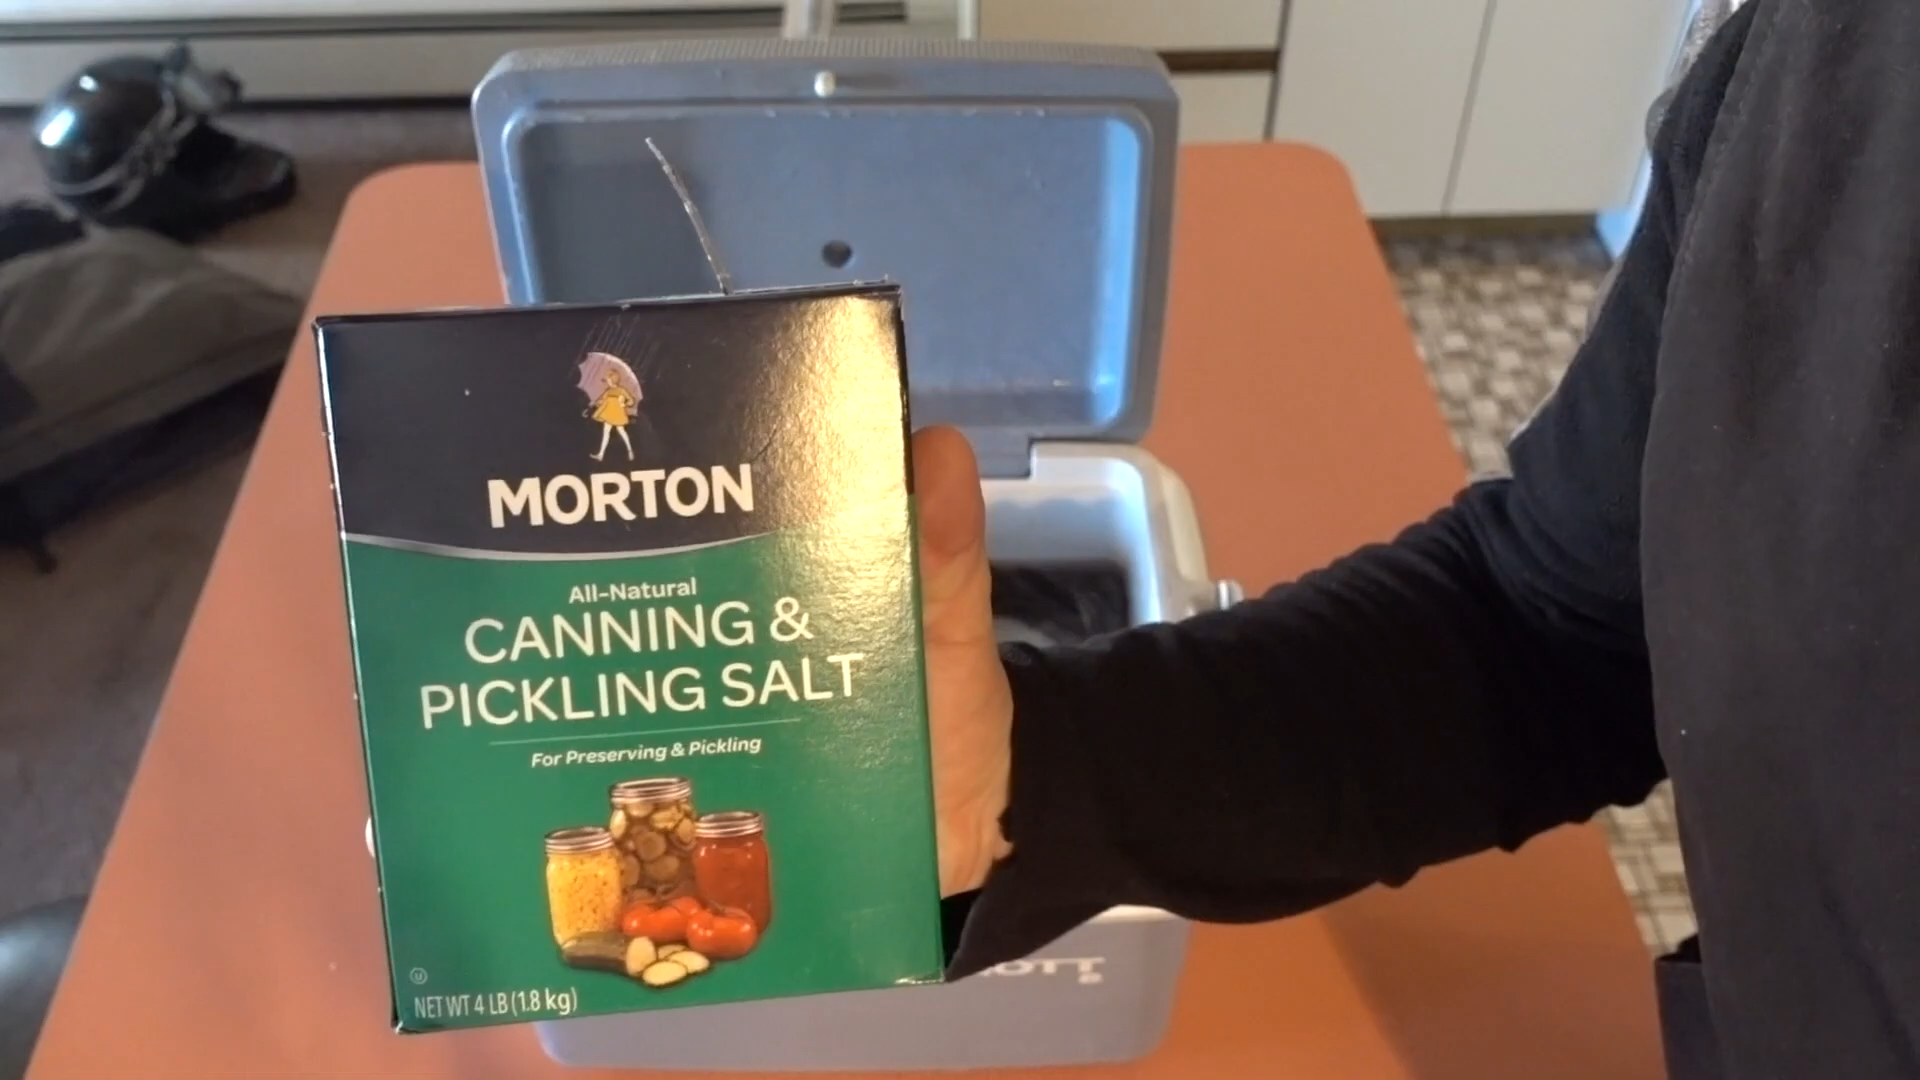 MORTON
All-Natural
CANNING &
PICKLING SALT
For Preserving & Pickling
U
NET WT 4 LB (1.8 kg)